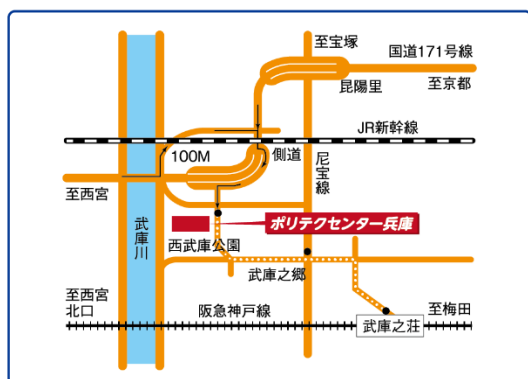 至宝塚
国道171号線
昆陽里
至京都
JR新幹線
100M
側道
尼宝線
至西宮
武庫川
ポリテクセンター兵庫
西武庫公園
武庫之郷
至西宮
北口
阪急神戸線
至梅田
武庫之荘